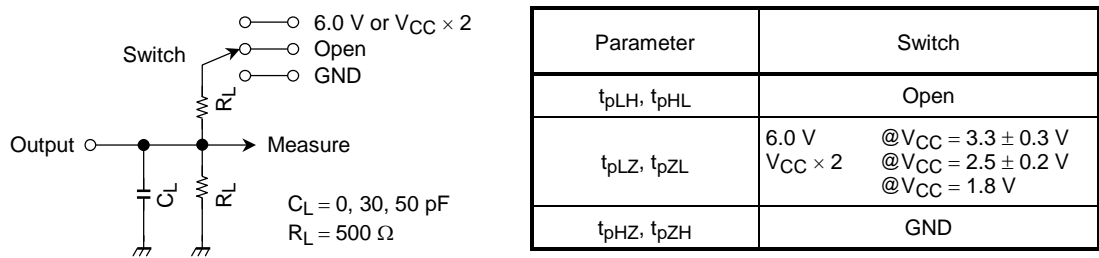 6.0 V or VCC × 2
Switch
Open
GND
RL
Output
Measure
CL
RL
CL = 0, 30, 50 pF
RL = 500 Ω
Parameter Switch
tpLH, tpHL Open
tpLZ, tpZL
6.0 V @VCC = 3.3 ± 0.3 V
VCC × 2 @VCC = 2.5 ± 0.2 V
@VCC = 1.8 V
tpHZ, tpZH GND